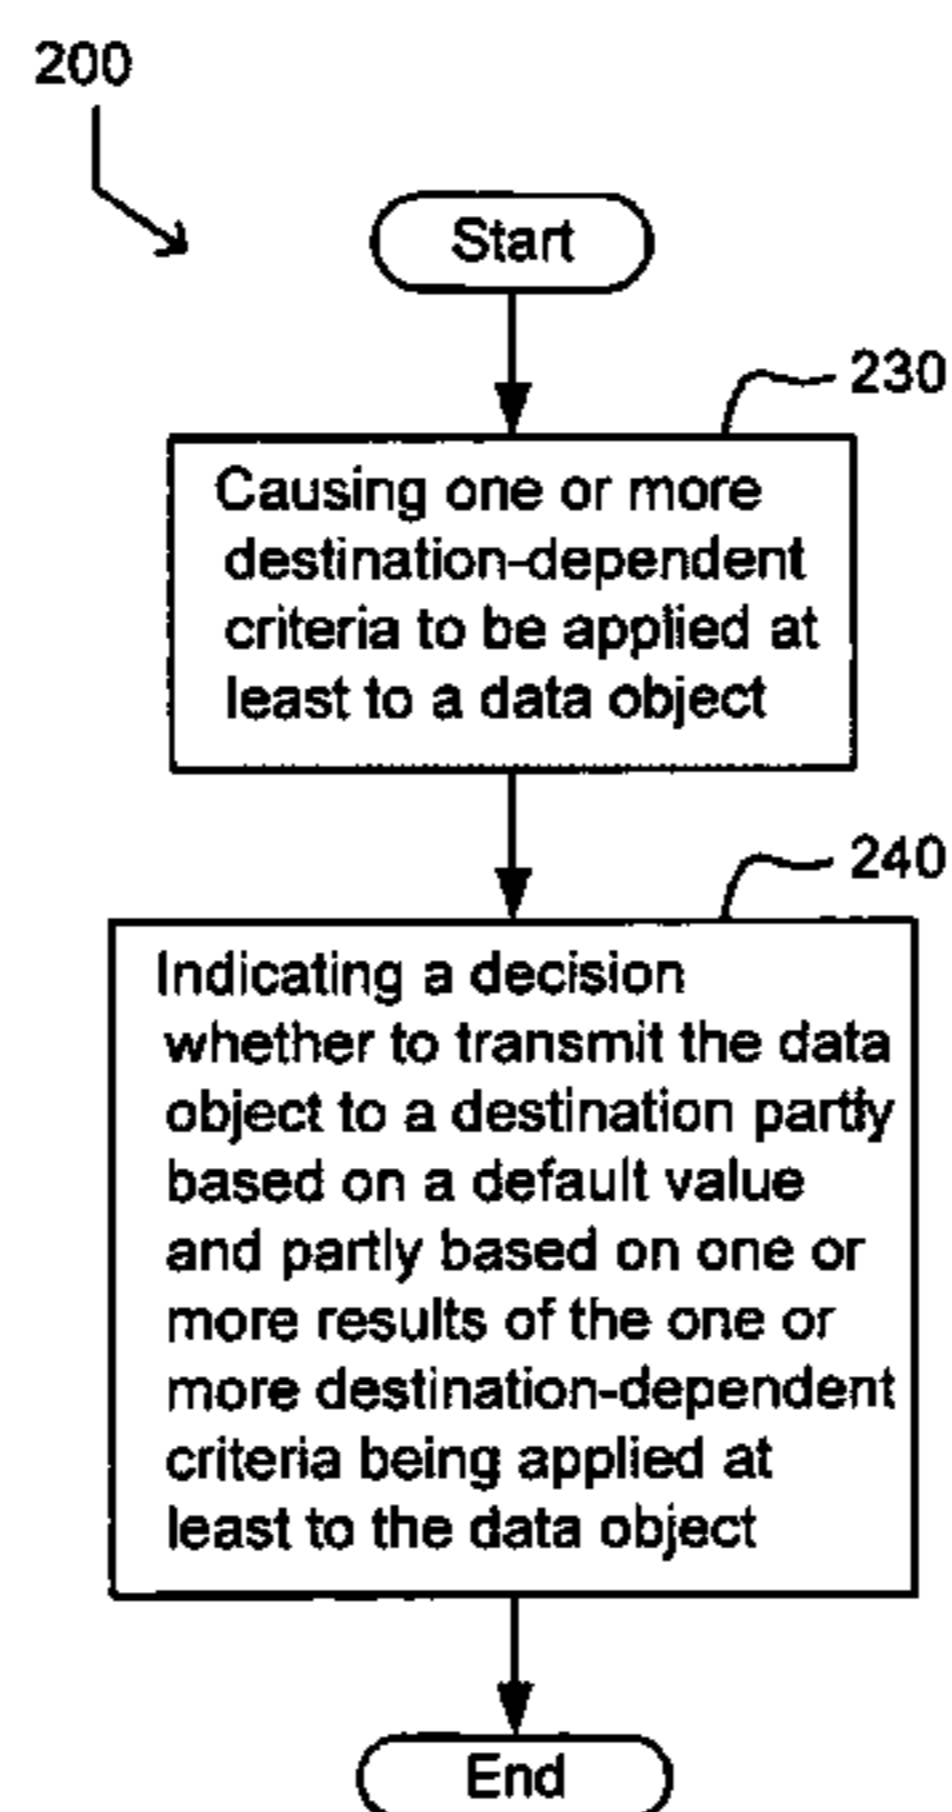 200
Start
230
Causing one or more
destination-dependent
criteria to be applied at
least to a data object
240
Indicating a decision
whether to transmit the data
object to a destination partly
based on a default value
and partly based on one or
more results of the one or
more destination-dependent
criteria being applied at
least to the data object
End